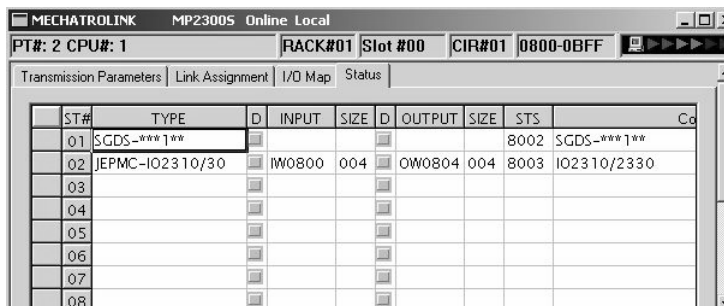 MECHATROLINK MP2300S Online Local
PT#: 2 CPU#: 1 RACK#01 Slot #00 CIR#01 0800-0BFF
Transmission Parameters Link Assignment I/O Map Status
ST# TYPE D INPUT SIZE D OUTPUT SIZE STS Co
01 SGDS-***1** 8002 SGDS-***1**
02 JEPMC-IO2310/30 IW0800 004 OW0804 004 8003 IO2310/2330
03
04
05
06
07
08